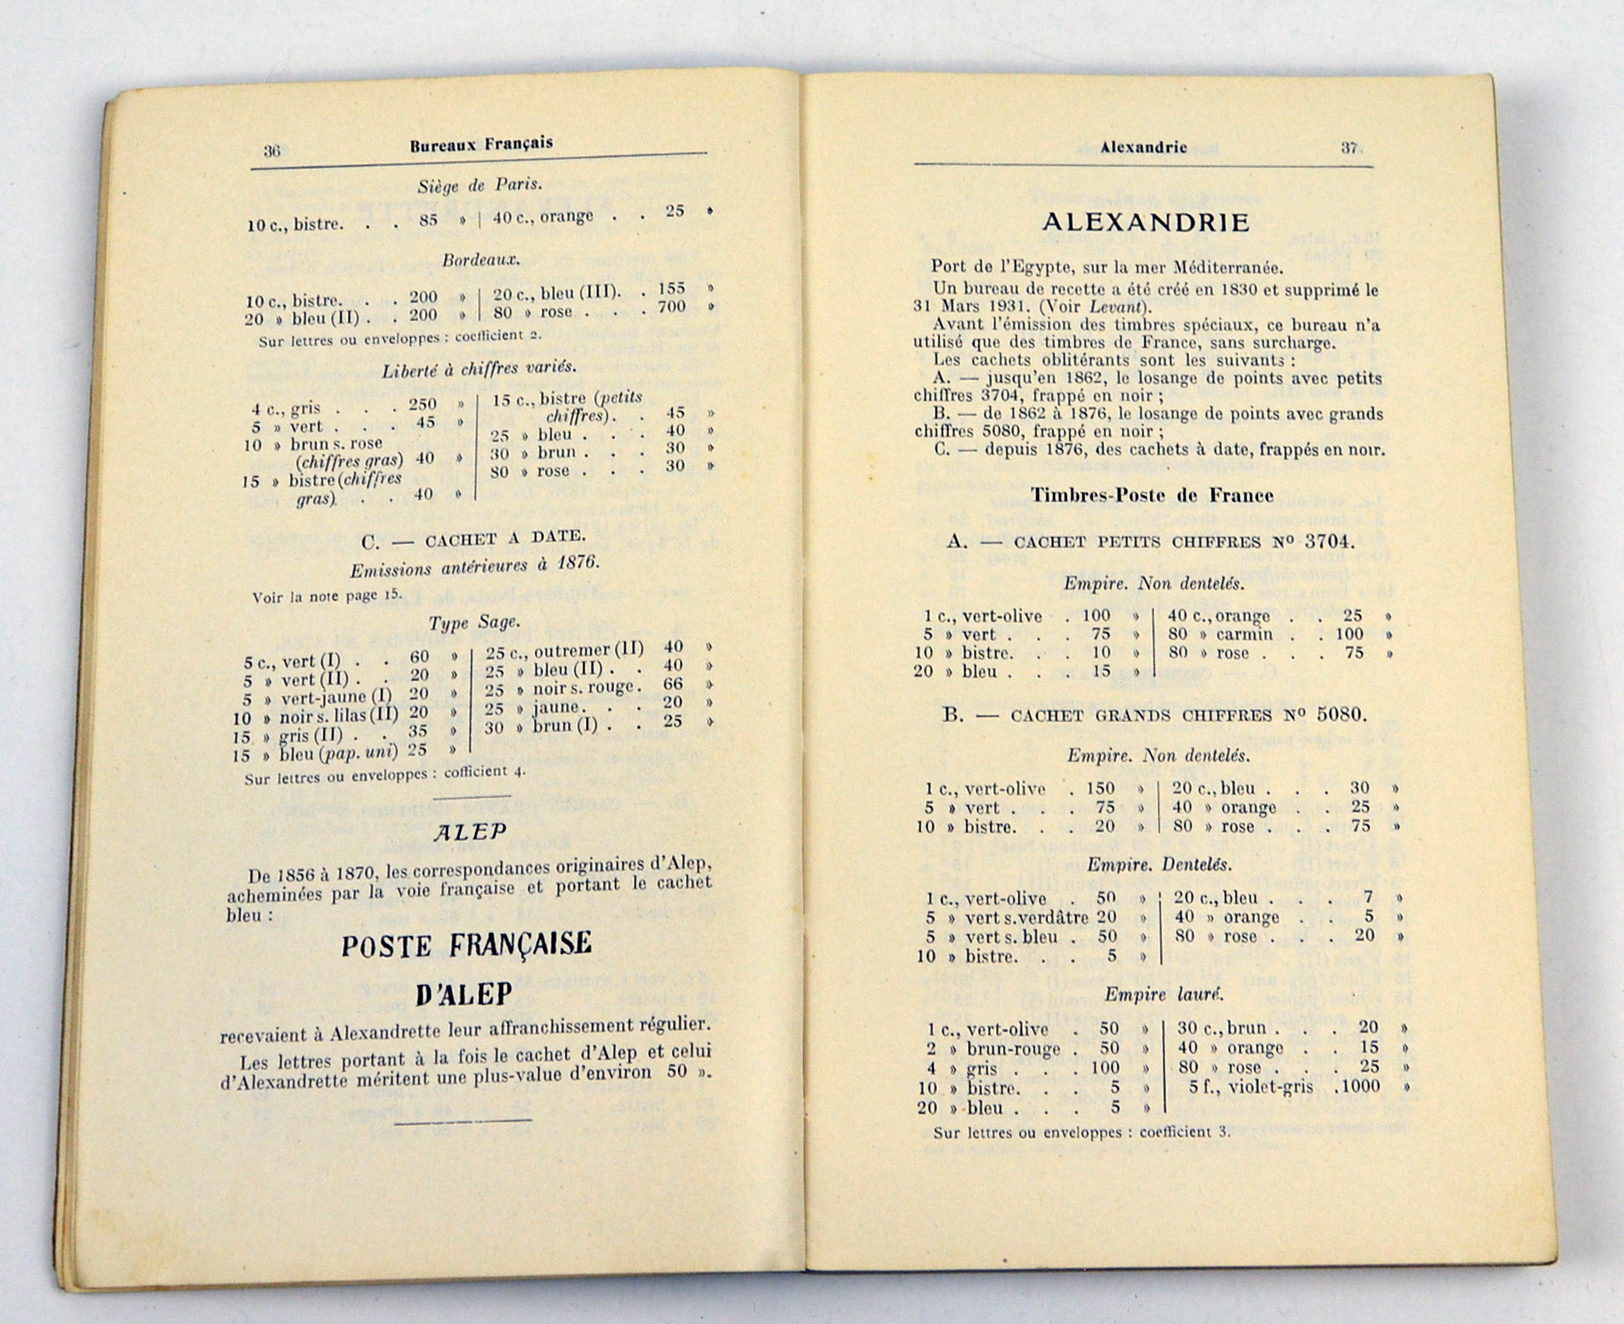 36 Bureaux Français
Siège de Paris.
10 c., bistre. . . 85 » | 40 c., orange . . 25 »
Bordeaux.
10 c., bistre. . . 200 » | 20 c., bleu (III). . 155 »
20 » bleu (II) . . 200 » | 80 » rose . . . 700 »
Sur lettres ou enveloppes : coefficient 2.
Liberté à chiffres variés.
4 c., gris . . . 250 »
5 » vert . . . 45 »
10 » brun s. rose
(chiffres gras) 40 »
15 » bistre (chiffres
gras). . . 40 »
15 c., bistre (petits
chiffres). . 45 »
25 » bleu . . . 40 »
30 » brun . . . 30 »
80 » rose . . . 30 »
C. — CACHET A DATE.
Emissions antérieures à 1876.
Voir la note page 15.
Type Sage.
5 c., vert (I) . . 60 »
5 » vert (II) . . 20 »
5 » vert-jaune (I) 20 »
10 » noir s. lilas (II) 20 »
15 » gris (II) . . 35 »
15 » bleu (pap. uni) 25 »
25 c., outremer (II) 40 »
25 » bleu (II) . . 40 »
25 » noir s. rouge. 66 »
25 » jaune. . . 20 »
30 » brun (I) . . 25 »
Sur lettres ou enveloppes : cofficient 4.
ALEP
De 1856 à 1870, les correspondances originaires d'Alep,
acheminées par la voie française et portant le cachet
bleu :
POSTE FRANÇAISE
D'ALEP
recevaient à Alexandrette leur affranchissement régulier.
Les lettres portant à la fois le cachet d'Alep et celui
d'Alexandrette méritent une plus-value d'environ 50 ».
Alexandrie 37
ALEXANDRIE
Port de l'Egypte, sur la mer Méditerranée.
Un bureau de recette a été créé en 1830 et supprimé le
31 Mars 1931. (Voir Levant).
Avant l'émission des timbres spéciaux, ce bureau n'a
utilisé que des timbres de France, sans surcharge.
Les cachets oblitérants sont les suivants :
A. — jusqu'en 1862, le losange de points avec petits
chiffres 3704, frappé en noir ;
B. — de 1862 à 1876, le losange de points avec grands
chiffres 5080, frappé en noir ;
C. — depuis 1876, des cachets à date, frappés en noir.
Timbres-Poste de France
A. — CACHET PETITS CHIFFRES Nº 3704.
Empire. Non dentelés.
1 c., vert-olive . 100 » | 40 c., orange . . 25 »
5 » vert . . . 75 » | 80 » carmin . . 100 »
10 » bistre. . . 10 » | 80 » rose . . . 75 »
20 » bleu . . . 15 » |
B. — CACHET GRANDS CHIFFRES Nº 5080.
Empire. Non dentelés.
1 c., vert-olive . 150 » | 20 c., bleu . . . 30 »
5 » vert . . . 75 » | 40 » orange . . 25 »
10 » bistre. . . 20 » | 80 » rose . . . 75 »
Empire. Dentelés.
1 c., vert-olive . 50 » | 20 c., bleu . . . 7 »
5 » vert s. verdâtre 20 » | 40 » orange . . 5 »
5 » vert s. bleu . 50 » | 80 » rose . . . 20 »
10 » bistre. . . 5 » |
Empire lauré.
1 c., vert-olive . 50 » | 30 c., brun . . . 20 »
2 » brun-rouge . 50 » | 40 » orange . . 15 »
4 » gris . . . 100 » | 80 » rose . . . 25 »
10 » bistre. . . 5 » | 5 f., violet-gris . 1000 »
20 » bleu . . . 5 » |
Sur lettres ou enveloppes : coefficient 3.